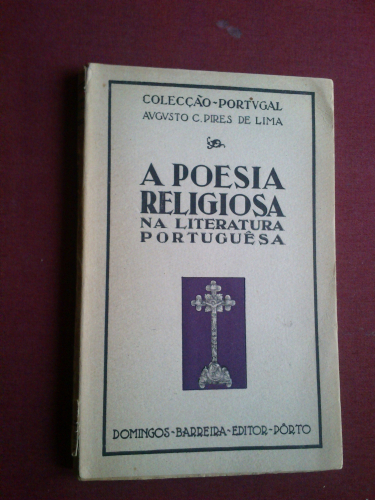 COLECÇÃO-PORTVGAL
AVGVSTO C. PIRES DE LIMA
A POESIA
RELIGIOSA
NA LITERATURA
PORTUGUÊSA
DOMINGOS-BARREIRA-EDITOR-PÔRTO